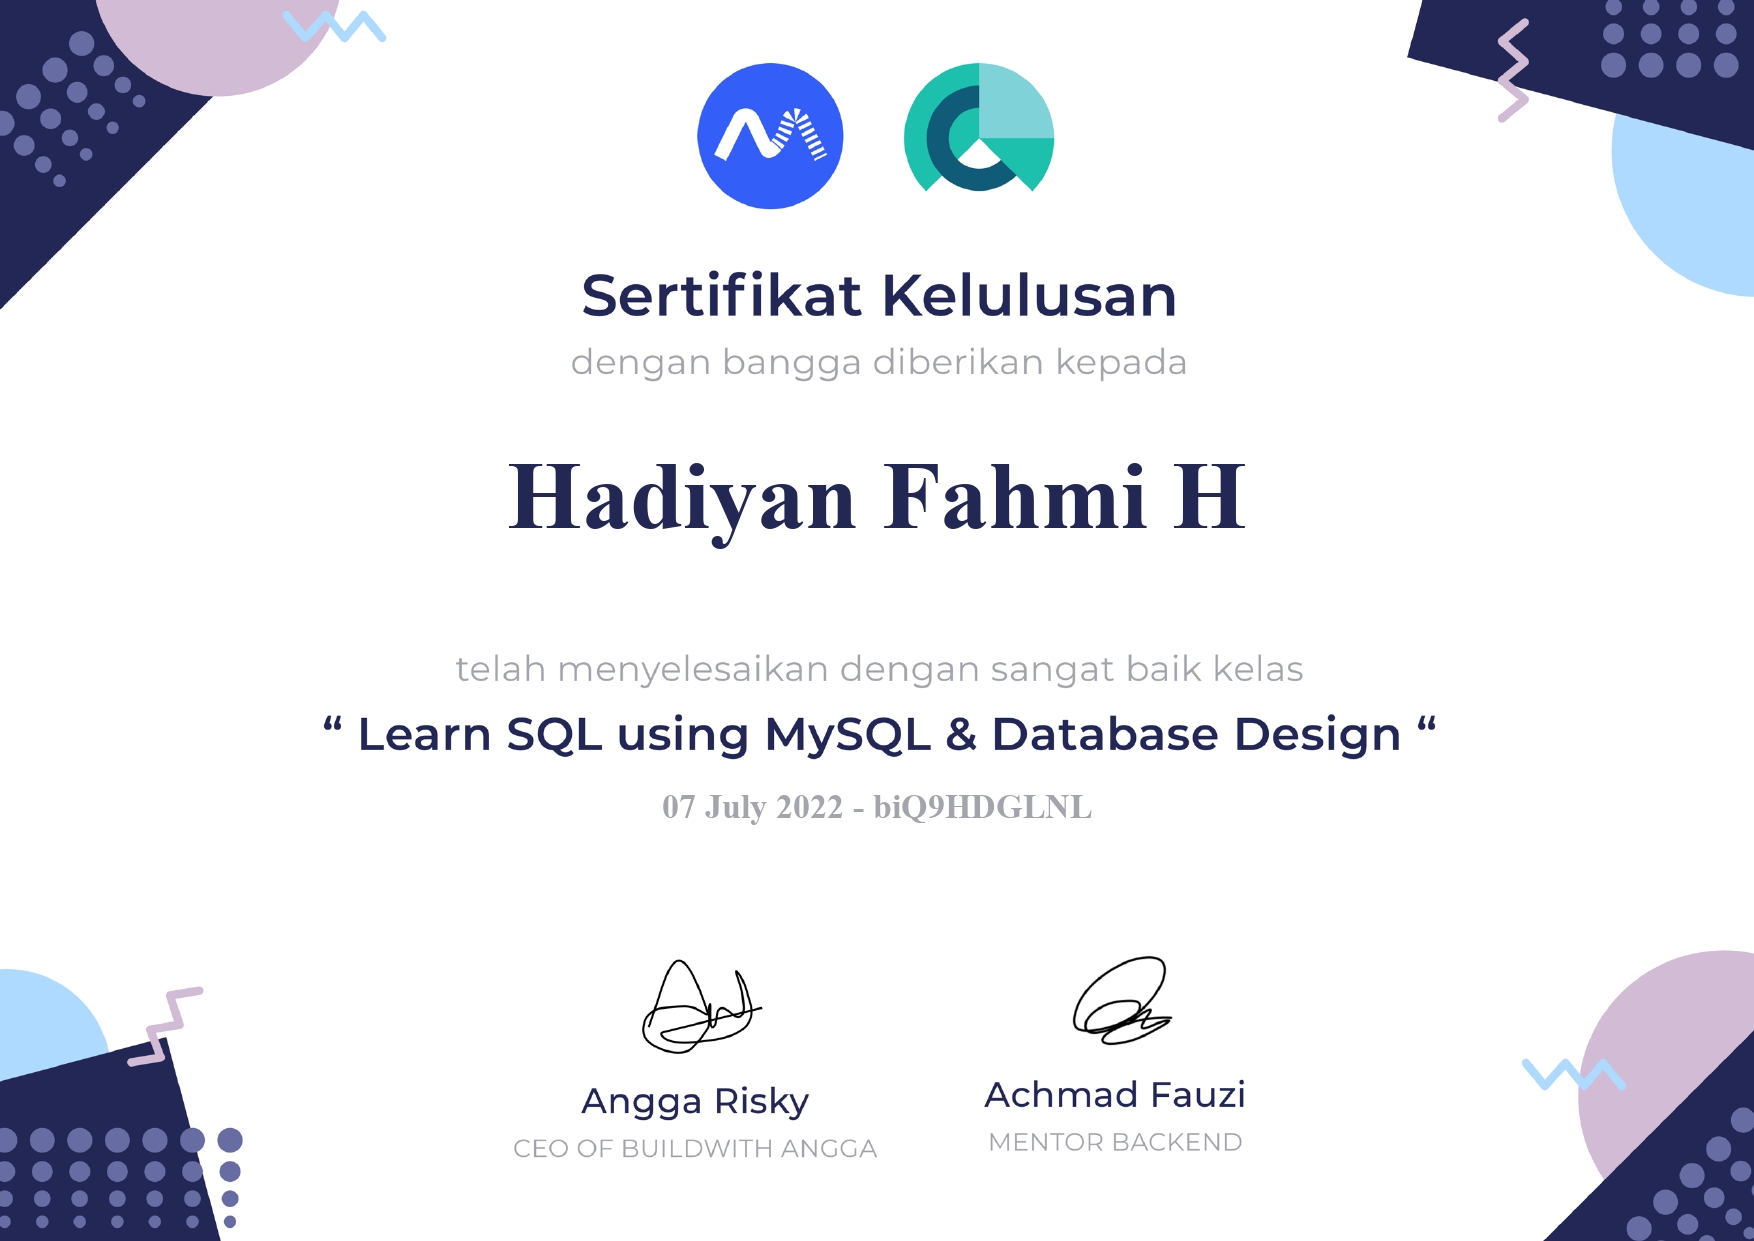 Sertifikat Kelulusan
dengan bangga diberikan kepada
Hadiyan Fahmi H
telah menyelesaikan dengan sangat baik kelas
“ Learn SQL using MySQL & Database Design “
07 July 2022 - biQ9HDGLNL
Angga Risky
CEO OF BUILDWITH ANGGA
Achmad Fauzi
MENTOR BACKEND